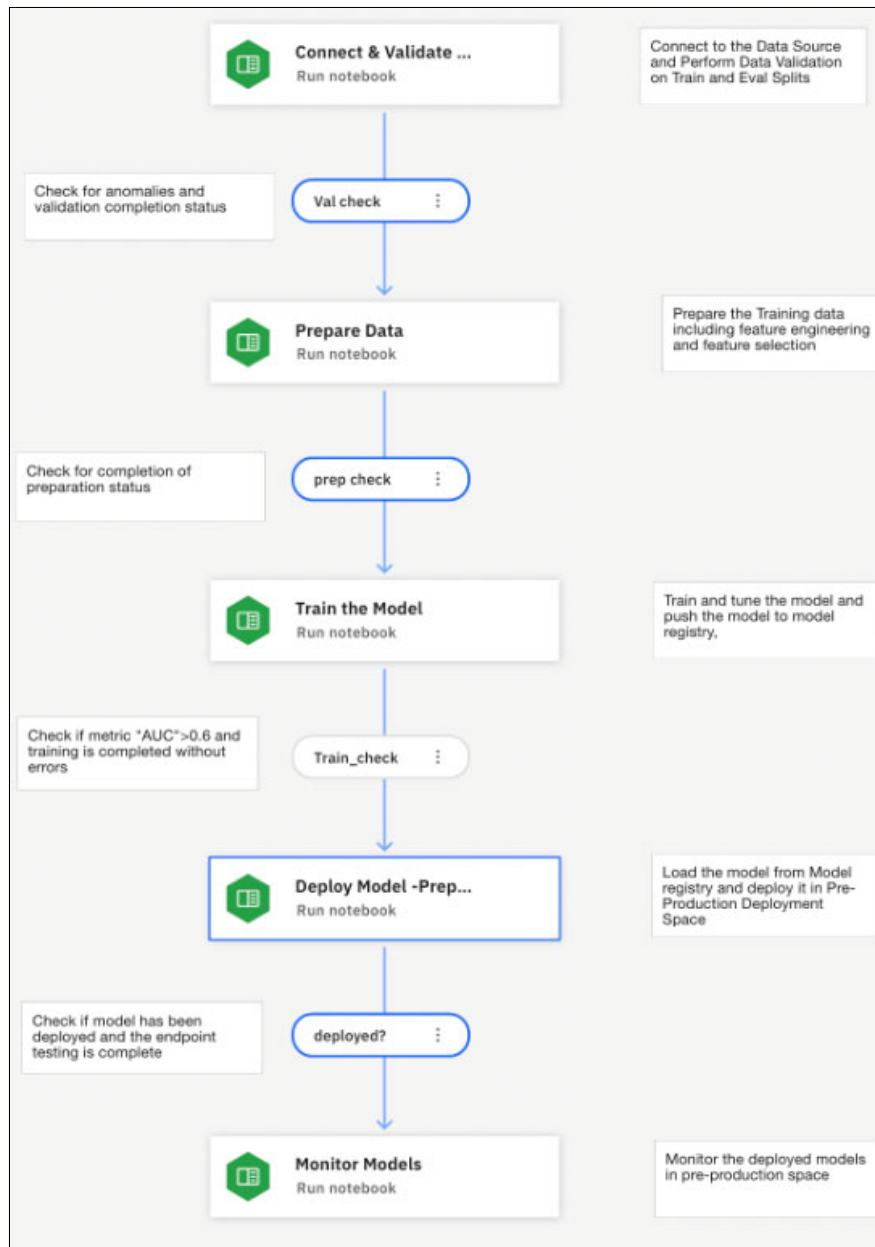 Connect & Validate ...
Run notebook
Connect to the Data Source
and Perform Data Validation
on Train and Eval Splits
Check for anomalies and
validation completion status
Val check
Prepare Data
Run notebook
Prepare the Training data
including feature engineering
and feature selection
Check for completion of
preparation status
prep check
Train the Model
Run notebook
Train and tune the model and
push the model to model
registry,
Check if metric "AUC">0.6 and
training is completed without
errors
Train_check
Deploy Model -Prep...
Run notebook
Load the model from Model
registry and deploy it in Pre-
Production Deployment
Space
Check if model has been
deployed and the endpoint
testing is complete
deployed?
Monitor Models
Run notebook
Monitor the deployed models
in pre-production space